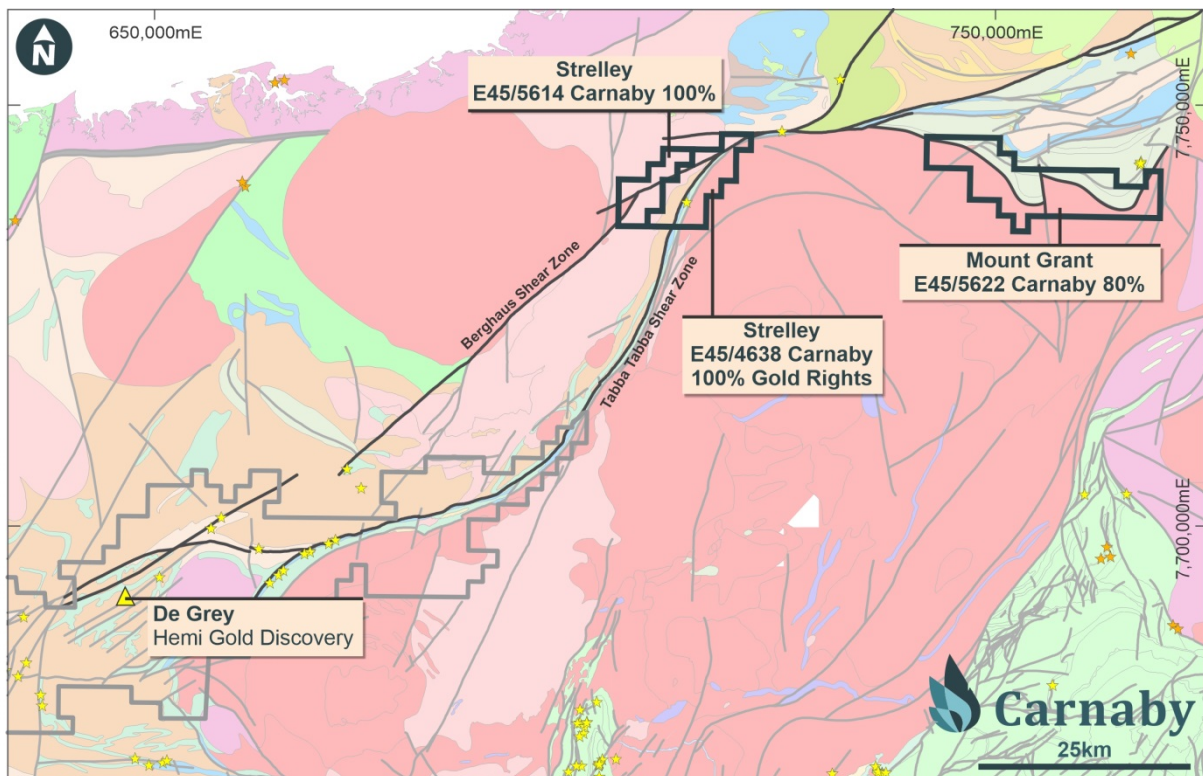 650,000mE
750,000mE
N
Strelley
E45/5614 Carnaby 100%
7,750,000mE
Mount Grant
E45/5622 Carnaby 80%
Berghaus Shear Zone
Tabba Tabba Shear Zone
Strelley
E45/4638 Carnaby
100% Gold Rights
7,700,000mE
De Grey
Hemi Gold Discovery
Carnaby
25km